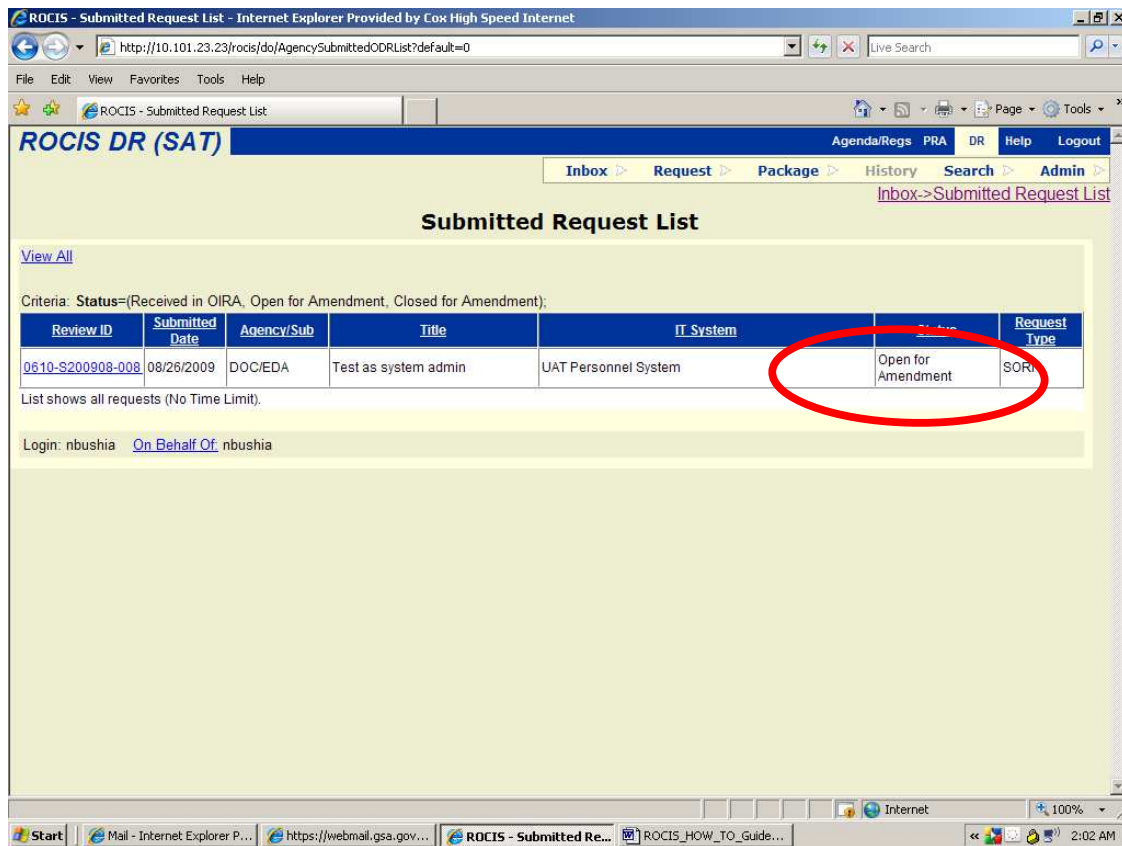 ROCIS - Submitted Request List - Internet Explorer Provided by Cox High Speed Internet
http://10.101.23.23/rocis/do/AgencySubmittedODRList?default=0
Live Search
File Edit View Favorites Tools Help
ROCIS - Submitted Request List
Page Tools
ROCIS DR (SAT)
Agenda/Regs PRA DR Help Logout
Inbox Request Package History Search Admin
Inbox->Submitted Request List
Submitted Request List
View All
Criteria: Status=(Received in OIRA, Open for Amendment, Closed for Amendment);
Review ID Submitted Date Agency/Sub Title IT System Status Request Type
0610-S200908-008 08/26/2009 DOC/EDA Test as system admin UAT Personnel System Open for Amendment
List shows all requests (No Time Limit).
Login: nbushia On Behalf Of: nbushia
Internet 100%
Start Mail - Internet Explorer P... https://webmail.gsa.gov... ROCIS - Submitted Re... ROCIS_HOW_TO_Guide... 2:02 AM